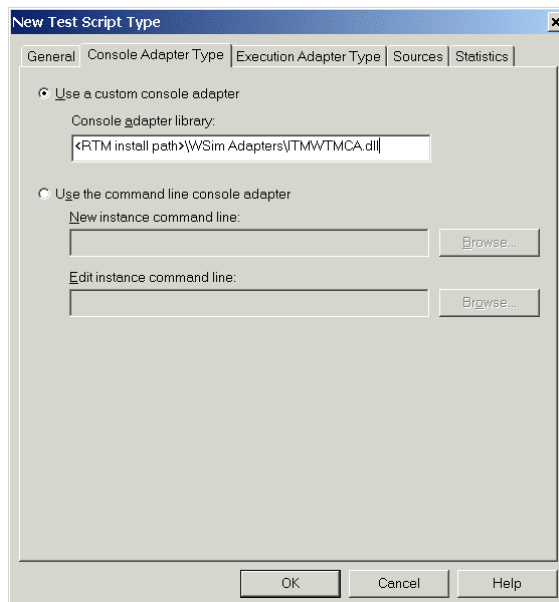 New Test Script Type
General Console Adapter Type Execution Adapter Type Sources Statistics
Use a custom console adapter
Console adapter library:
<RTM install path>\WSim Adapters\ITMWTMCA.dll
Use the command line console adapter
New instance command line:
Browse...
Edit instance command line:
Browse...
OK Cancel Help